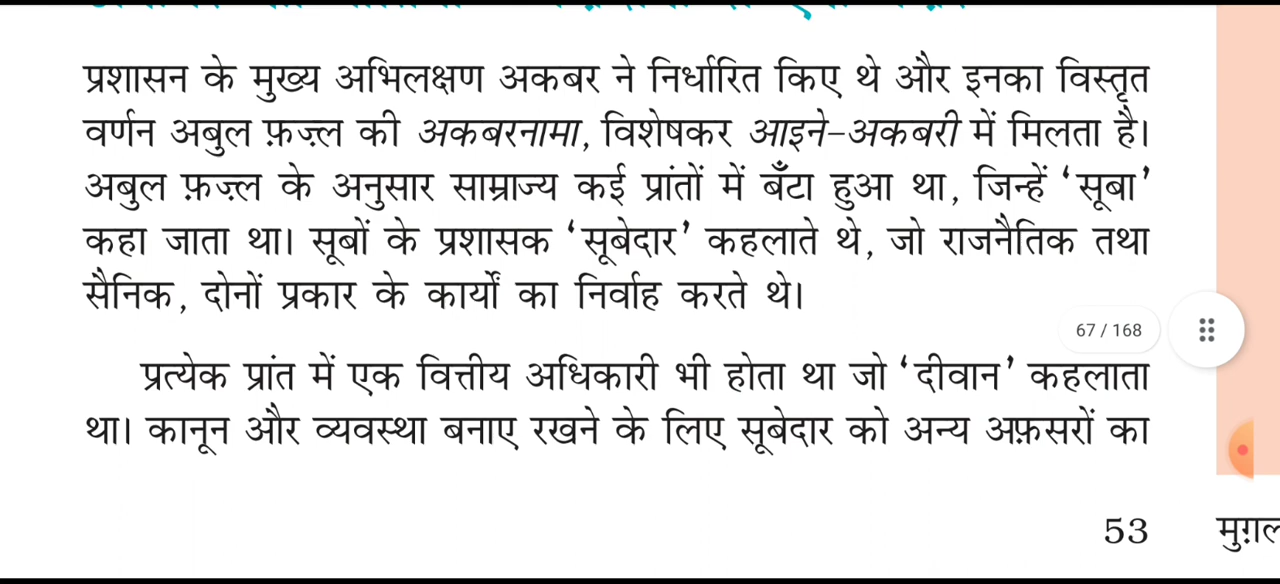 प्रशासन के मुख्य अभिलक्षण अकबर ने निर्धारित किए थे और इनका विस्तृत
वर्णन अबुल फ़ज़्ल की अकबरनामा, विशेषकर आइने-अकबरी में मिलता है।
अबुल फ़ज़्ल के अनुसार साम्राज्य कई प्रांतों में बँटा हुआ था, जिन्हें ‘सूबा’
कहा जाता था। सूबों के प्रशासक ‘सूबेदार’ कहलाते थे, जो राजनैतिक तथा
सैनिक, दोनों प्रकार के कार्यों का निर्वाह करते थे।
67 / 168
प्रत्येक प्रांत में एक वित्तीय अधिकारी भी होता था जो ‘दीवान’ कहलाता
था। कानून और व्यवस्था बनाए रखने के लिए सूबेदार को अन्य अफ़सरों का
53